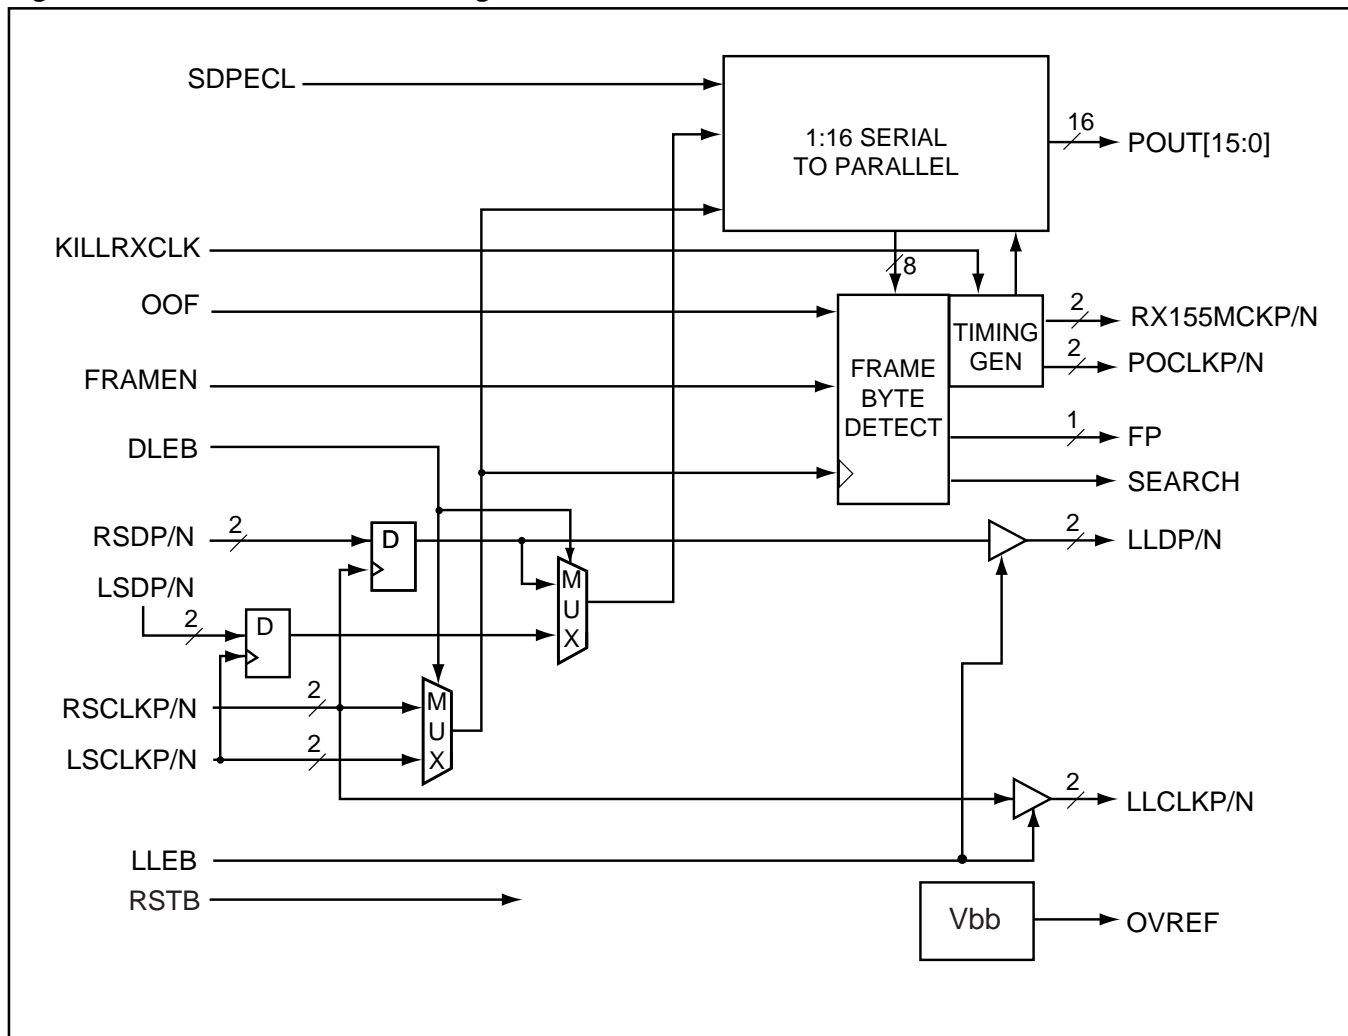 SDPECL
1:16 SERIAL
TO PARALLEL
16
POUT[15:0]
KILLRXCLK
8
OOF
2
RX155MCKP/N
TIMING
GEN
2
POCLKP/N
FRAMEN
FRAME
BYTE
DETECT
1
FP
DLEB
SEARCH
RSDP/N
2
D
2
LLDP/N
LSDP/N
2
D
M
U
X
RSCLKP/N
2
M
U
X
LSCLKP/N
2
2
LLCLKP/N
LLEB
RSTB
Vbb
OVREF